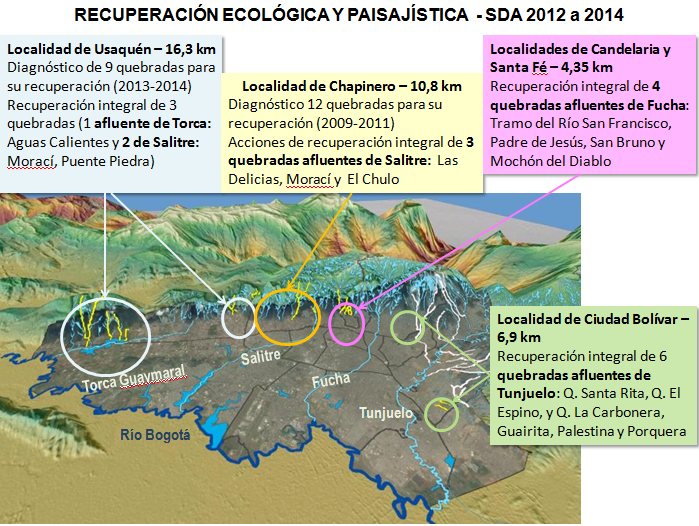 RECUPERACIÓN ECOLÓGICA Y PAISAJÍSTICA - SDA 2012 a 2014
Localidad de Usaquén – 16,3 km
Diagnóstico de 9 quebradas para
su recuperación (2013-2014)
Recuperación integral de 3
quebradas (1 afluente de Torca:
Aguas Calientes y 2 de Salitre:
Moraci, Puente Piedra)
Localidad de Chapinero – 10,8 km
Diagnóstico 12 quebradas para su
recuperación (2009-2011)
Acciones de recuperación integral de 3
quebradas afluentes de Salitre: Las
Delicias, Moraci y El Chulo
Localidades de Candelaria y
Santa Fé – 4,35 km
Recuperación integral de 4
quebradas afluentes de Fucha:
Tramo del Río San Francisco,
Padre de Jesús, San Bruno y
Mochón del Diablo
Localidad de Ciudad Bolívar –
6,9 km
Recuperación integral de 6
quebradas afluentes de
Tunjuelo: Q. Santa Rita, Q. El
Espino, y Q. La Carbonera,
Guairita, Palestina y Porquera
Torca Guaymaral
Salitre
Fucha
Tunjuelo
Rio Bogotá